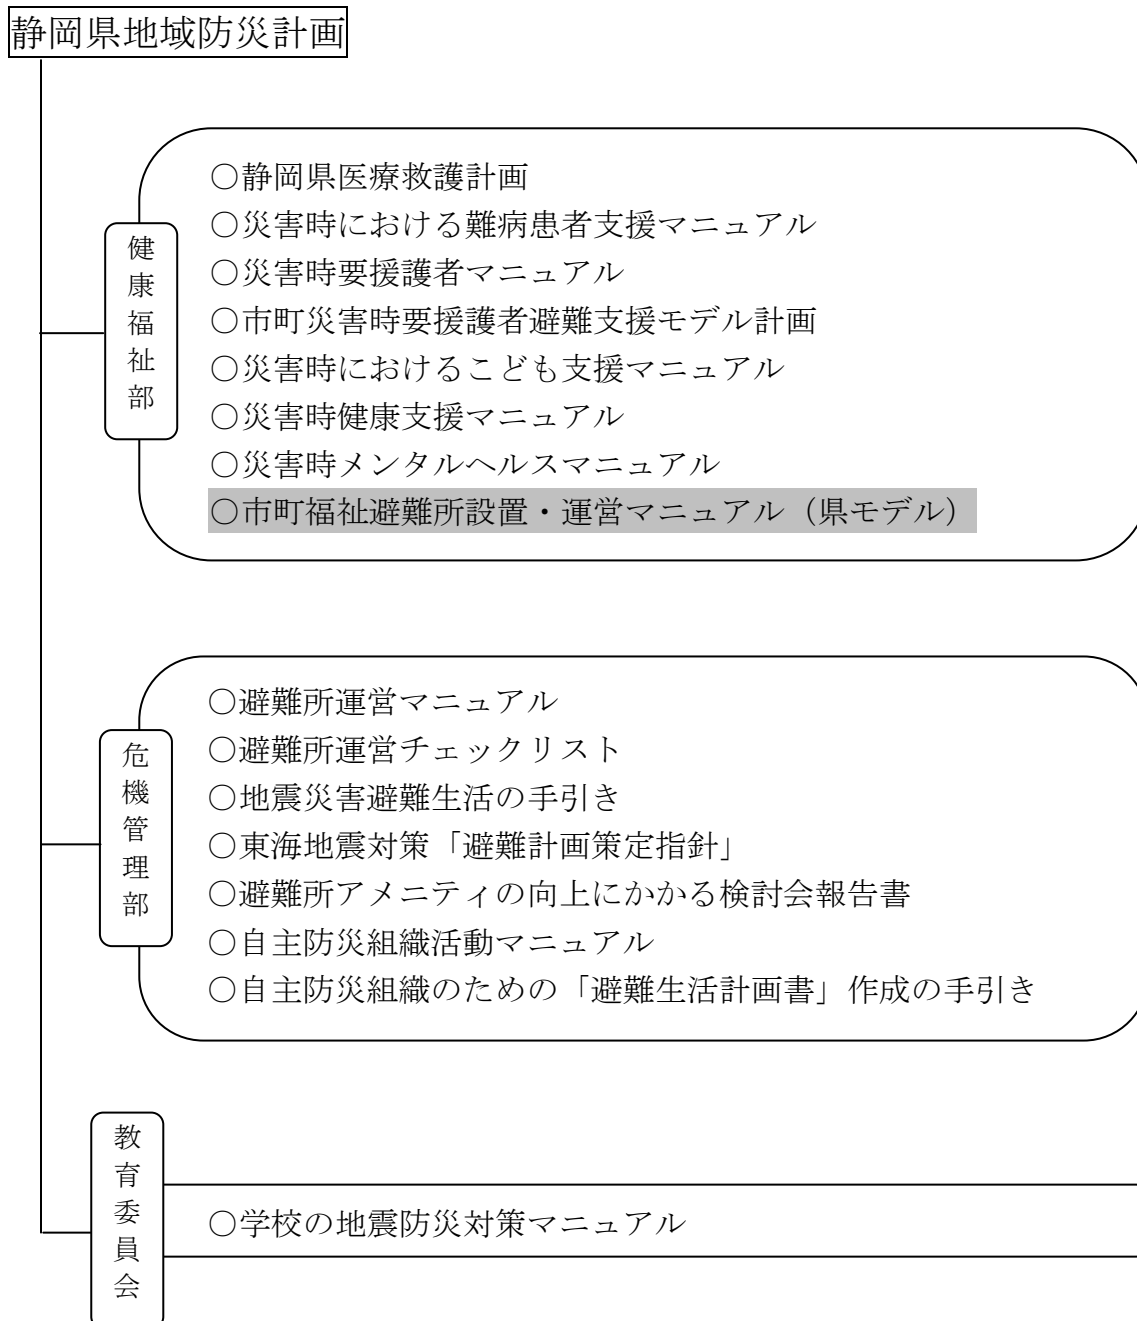 静岡県地域防災計画
健康福祉部
○静岡県医療救護計画
○災害時における難病患者支援マニュアル
○災害時要援護者マニュアル
○市町災害時要援護者避難支援モデル計画
○災害時におけるこども支援マニュアル
○災害時健康支援マニュアル
○災害時メンタルヘルスマニュアル
○市町福祉避難所設置・運営マニュアル（県モデル）
危機管理部
○避難所運営マニュアル
○避難所運営チェックリスト
○地震災害避難生活の手引き
○東海地震対策「避難計画策定指針」
○避難所アメニティの向上にかかる検討会報告書
○自主防災組織活動マニュアル
○自主防災組織のための「避難生活計画書」作成の手引き
教育委員会
○学校の地震防災対策マニュアル